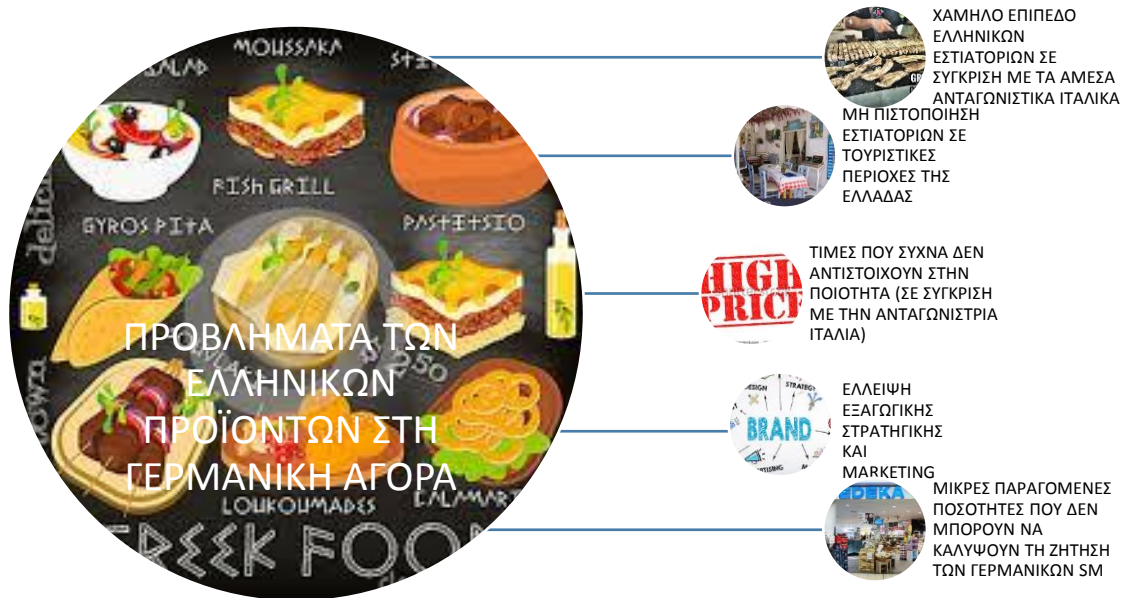 MOUSSAKA
SALAD
FISH GRILL
GYROS PITA
PASTETSIO
ΠΡΟΒΛΗΜΑΤΑ ΤΩΝ
ΕΛΛΗΝΙΚΩΝ
ΠΡΟΪΟΝΤΩΝ ΣΤΗ
ΓΕΡΜΑΝΙΚΗ ΑΓΟΡΑ
LOUKOUMADES
GREEK FOOD
ΧΑΜΗΛΟ ΕΠΙΠΕΔΟ
ΕΛΛΗΝΙΚΩΝ
ΕΣΤΙΑΤΟΡΙΩΝ ΣΕ
ΣΥΓΚΡΙΣΗ ΜΕ ΤΑ ΑΜΕΣΑ
ΑΝΤΑΓΩΝΙΣΤΙΚΑ ΙΤΑΛΙΚΑ
ΜΗ ΠΙΣΤΟΠΟΙΗΣΗ
ΕΣΤΙΑΤΟΡΙΩΝ ΣΕ
ΤΟΥΡΙΣΤΙΚΕΣ
ΠΕΡΙΟΧΕΣ ΤΗΣ
ΕΛΛΑΔΑΣ
HIGH
PRICE
ΤΙΜΕΣ ΠΟΥ ΣΥΧΝΑ ΔΕΝ
ΑΝΤΙΣΤΟΙΧΟΥΝ ΣΤΗΝ
ΠΟΙΟΤΗΤΑ (ΣΕ ΣΥΓΚΡΙΣΗ
ΜΕ ΤΗΝ ΑΝΤΑΓΩΝΙΣΤΡΙΑ
ΙΤΑΛΙΑ)
BRAND
ΕΛΛΕΙΨΗ
ΕΞΑΓΩΓΙΚΗΣ
ΣΤΡΑΤΗΓΙΚΗΣ
ΚΑΙ
MARKETING
ΜΙΚΡΕΣ ΠΑΡΑΓΟΜΕΝΕΣ
ΠΟΣΟΤΗΤΕΣ ΠΟΥ ΔΕΝ
ΜΠΟΡΟΥΝ ΝΑ
ΚΑΛΥΨΟΥΝ ΤΗ ΖΗΤΗΣΗ
ΤΩΝ ΓΕΡΜΑΝΙΚΩΝ SM